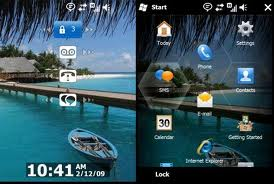 3
10:41 AM
2/12/09
Start
Today
Settings
Phone
SMS
Contacts
E-mail
30
Calendar
Getting Started
Internet Explorer
Lock